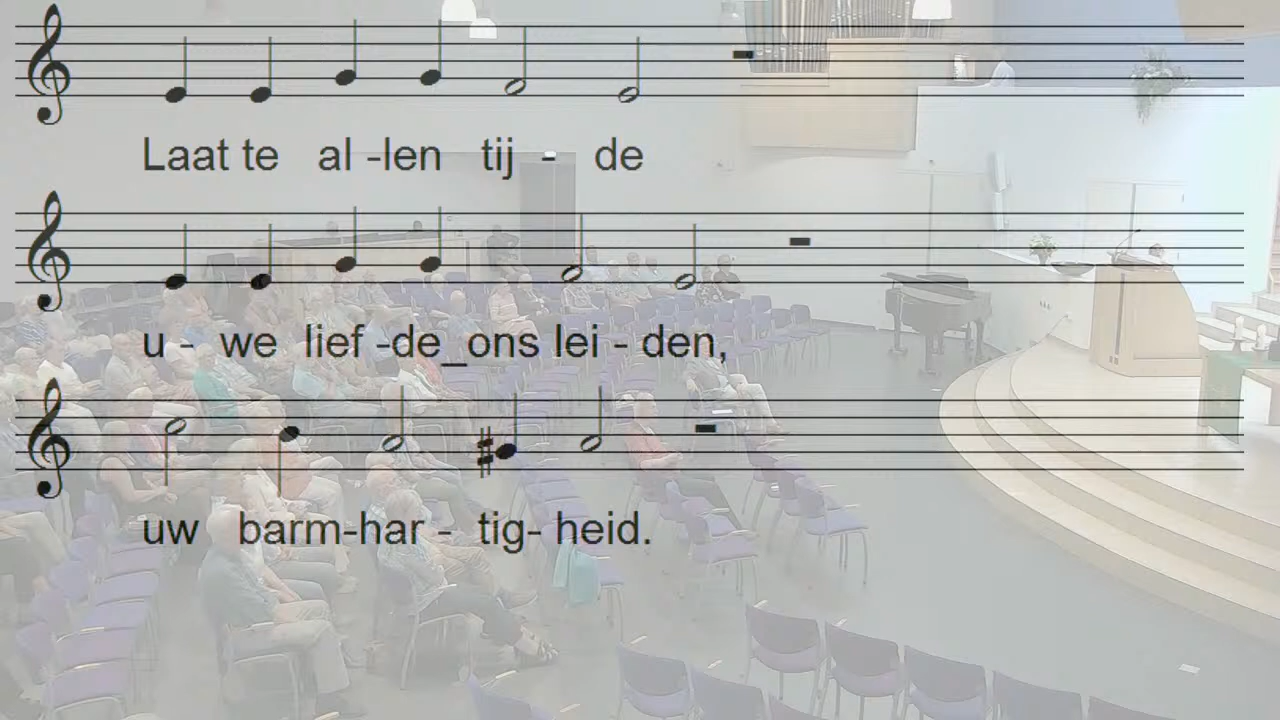 Laat te al -len tij - de
u - we lief -de_ons lei - den,
uw barm-har - tig- heid.